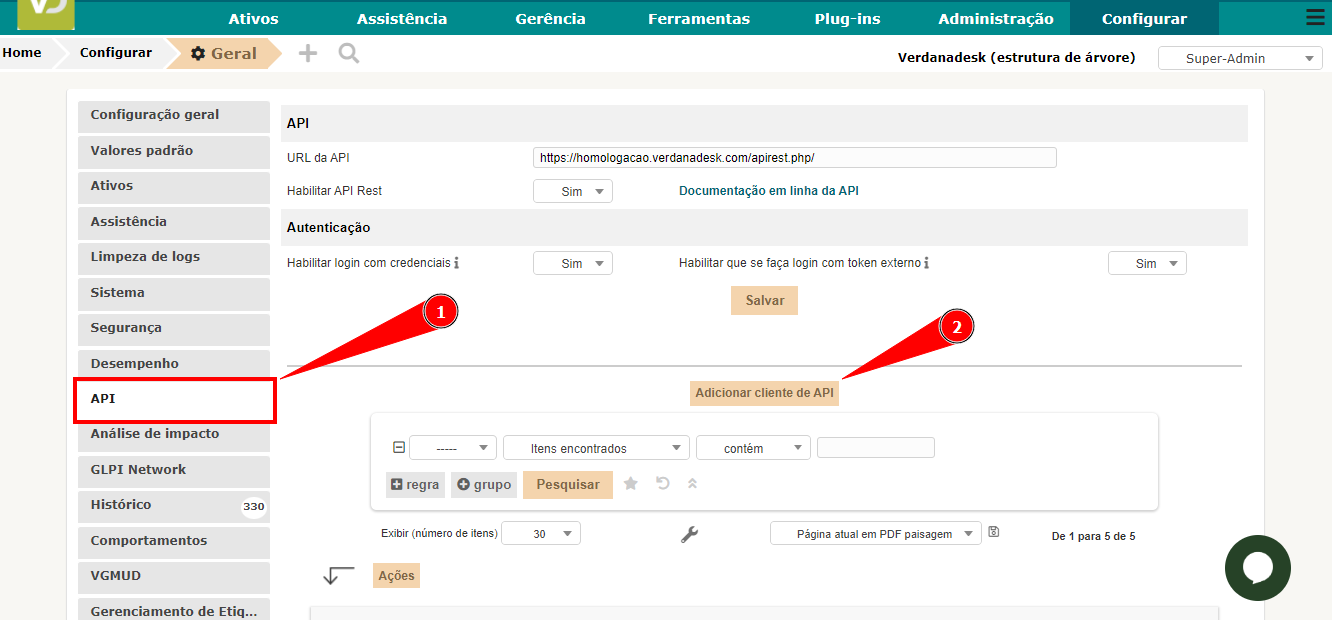 VD
Ativos Assistência Gerência Ferramentas Plug-ins Administração Configurar
Home Configurar Geral Verdanadesk (estrutura de árvore) Super-Admin
Configuração geral
Valores padrão
Ativos
Assistência
Limpeza de logs
Sistema
Segurança
Desempenho
API
Análise de impacto
GLPI Network
Histórico 330
Comportamentos
VGMUD
Gerenciamento de Etiq...
API
URL da API https://homologacao.verdanadesk.com/apirest.php/
Habilitar API Rest Sim Documentação em linha da API
Autenticação
Habilitar login com credenciais Sim Habilitar que se faça login com token externo Sim
Salvar
1
2
Adicionar cliente de API
----- Itens encontrados contém
regra grupo Pesquisar
Exibir (número de itens) 30 Página atual em PDF paisagem De 1 para 5 de 5
Ações